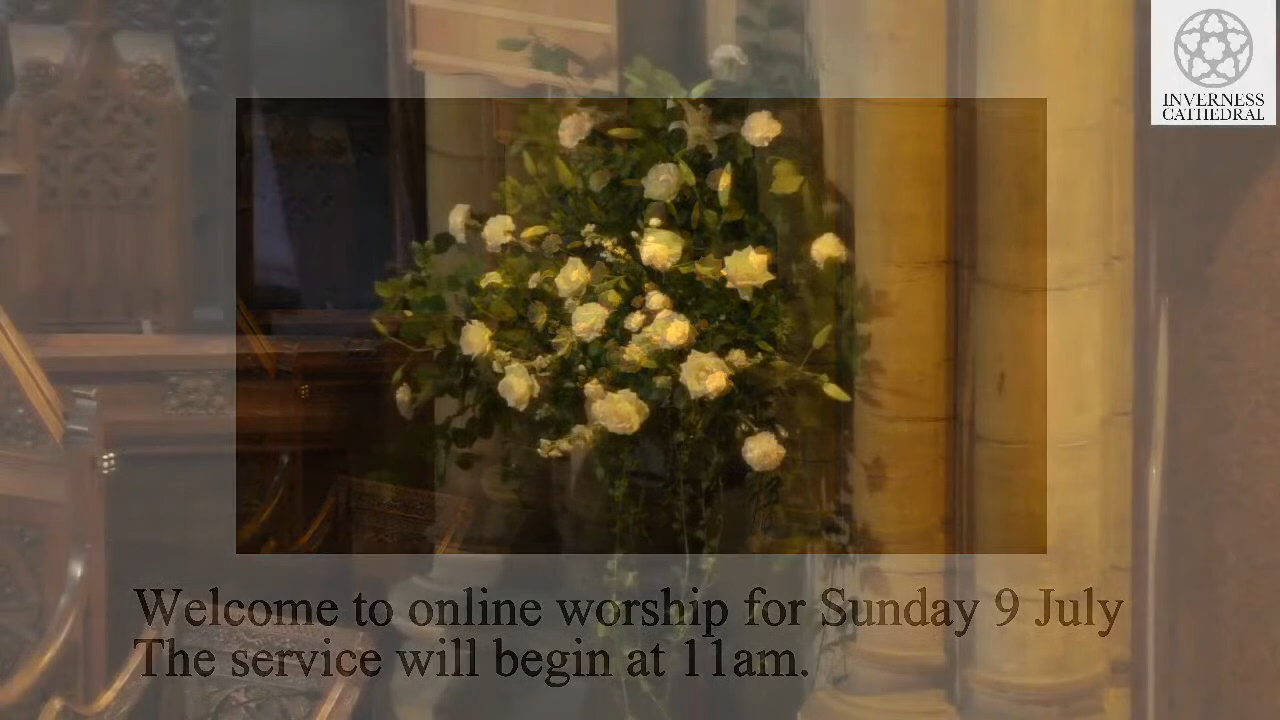 INVERNESS
CATHEDRAL
Welcome to online worship for Sunday 9 July
The service will begin at 11am.